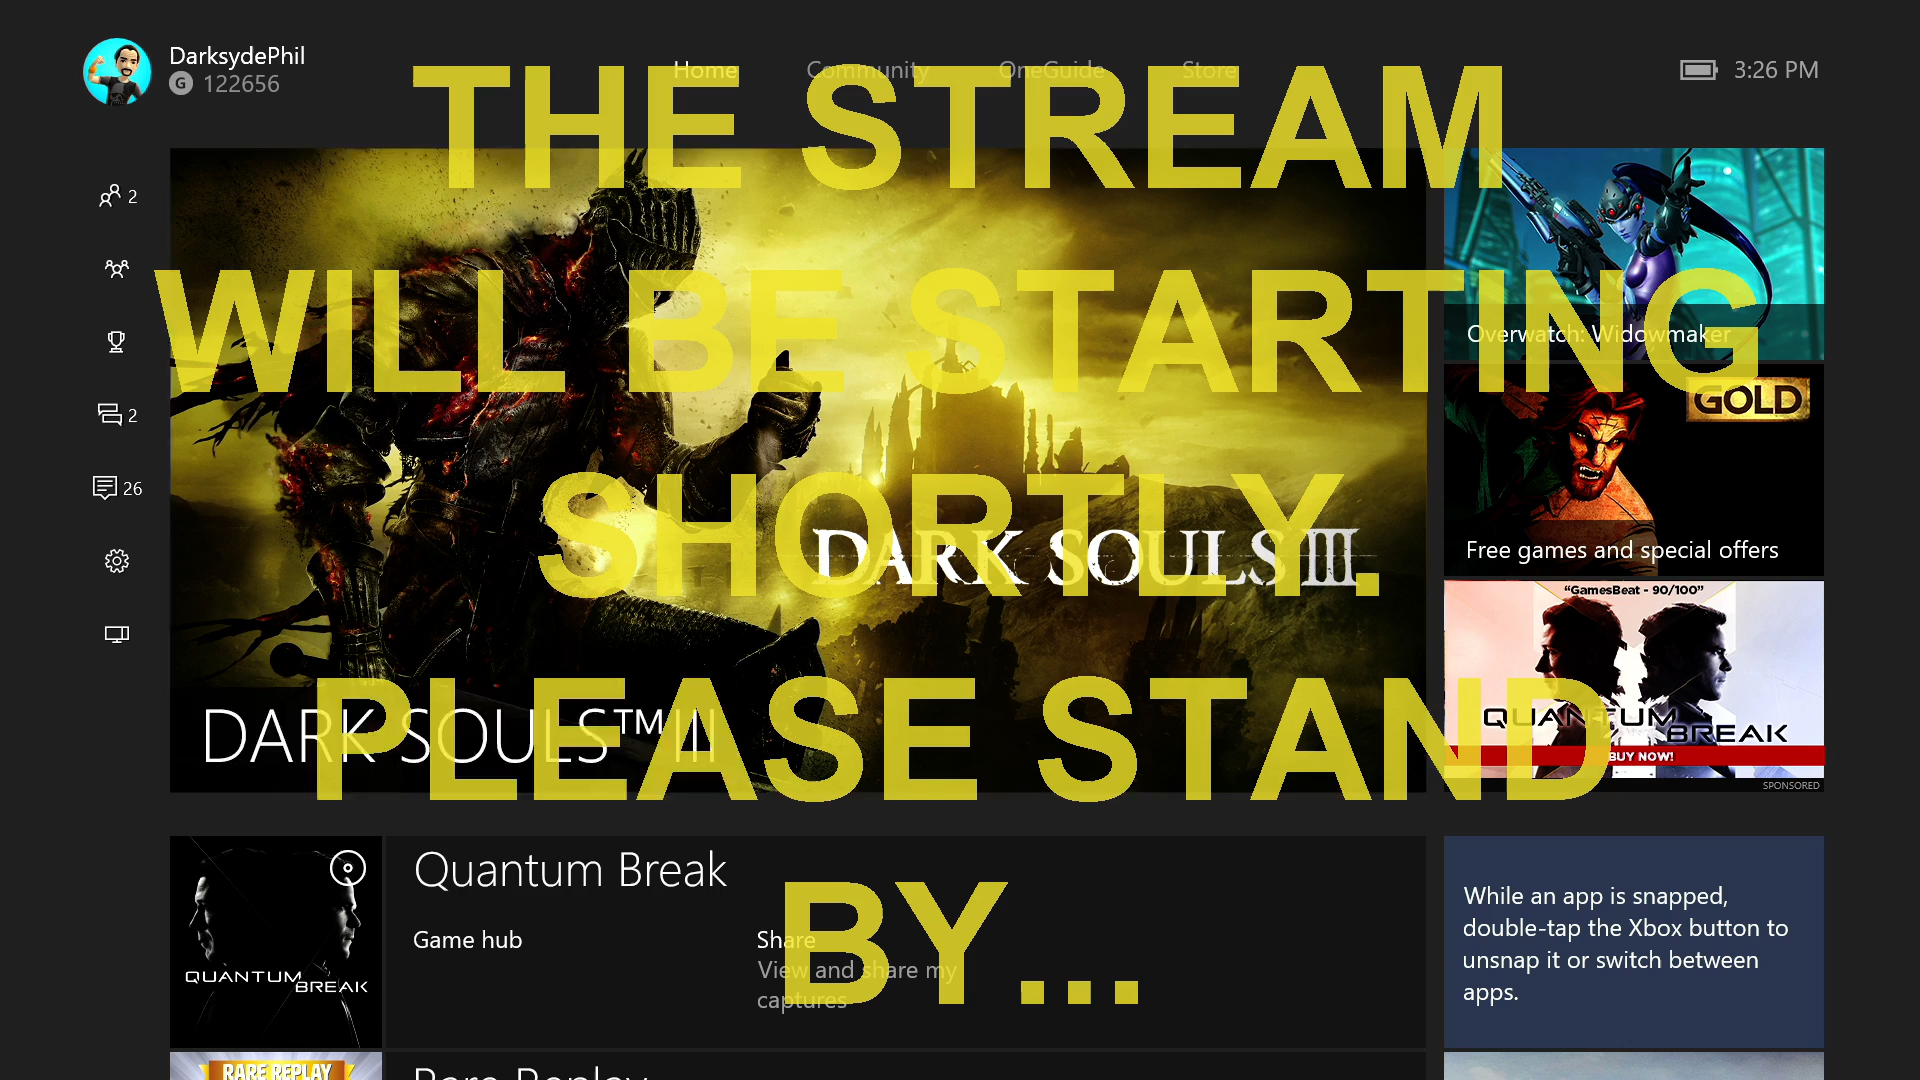 DarksydePhil
G 122656
Home Community OneGuide Store
3:26 PM
THE STREAM
WILL BE STARTING
SHORTLY.
PLEASE STAND
BY...
2
2
26
DARK SOULS III
DARK SOULS™ III
Overwatch: Widowmaker
GOLD
Free games and special offers
“GamesBeat - 90/100”
QUANTUM
BREAK
BUY NOW!
SPONSORED
QUANTUM
BREAK
Quantum Break
Game hub
Share
View and share my
captures
While an app is snapped,
double-tap the Xbox button to
unsnap it or switch between
apps.
RARE REPLAY
Rare Replay